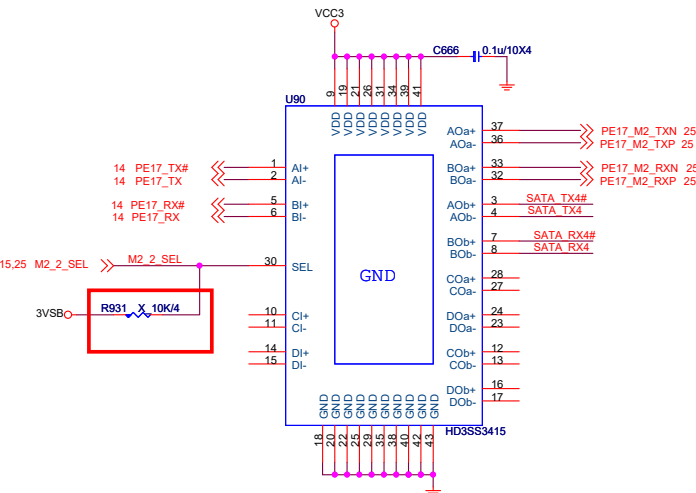 VCC3
C666 0.1u/10X4
U90
9 19 21 26 31 34 39 41
VDD VDD VDD VDD VDD VDD VDD VDD
AOa+ 37 PE17_M2_TXN 25
AOa- 36 PE17_M2_TXP 25
14 PE17_TX# 1 AI+
14 PE17_TX 2 AI-
BOa+ 33 PE17_M2_RXN 25
BOa- 32 PE17_M2_RXP 25
14 PE17_RX# 5 BI+
14 PE17_RX 6 BI-
AOb+ 3 SATA_TX4#
AOb- 4 SATA_TX4
BOb+ 7 SATA_RX4#
BOb- 8 SATA_RX4
15,25 M2_2_SEL M2_2_SEL 30 SEL
GND
COa+ 28
COa- 27
3VSB R931 X 10K/4
10 CI+
11 CI-
DOa+ 24
DOa- 23
14 DI+
15 DI-
COb+ 12
COb- 13
DOb+ 16
DOb- 17
GND GND GND GND GND GND GND GND GND GND
HD3SS3415
18 20 22 25 29 35 38 40 42 43